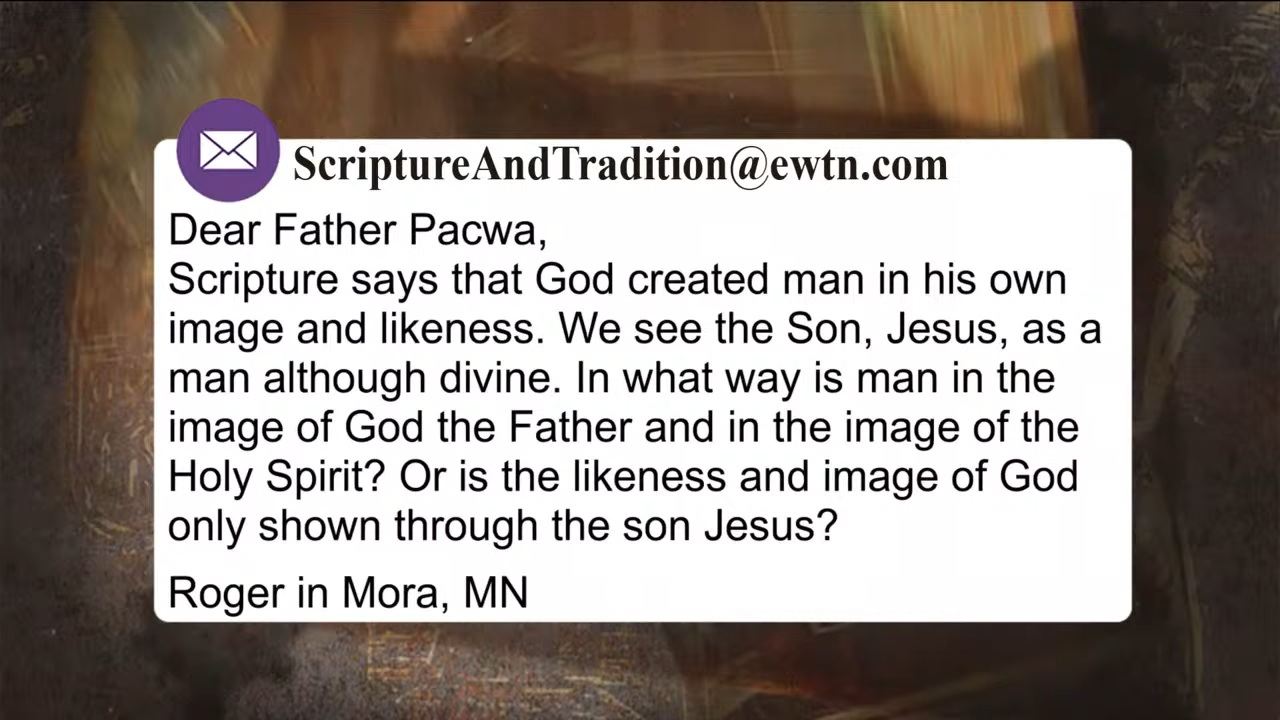 ScriptureAndTradition@ewtn.com
Dear Father Pacwa,
Scripture says that God created man in his own
image and likeness. We see the Son, Jesus, as a
man although divine. In what way is man in the
image of God the Father and in the image of the
Holy Spirit? Or is the likeness and image of God
only shown through the son Jesus?
Roger in Mora, MN